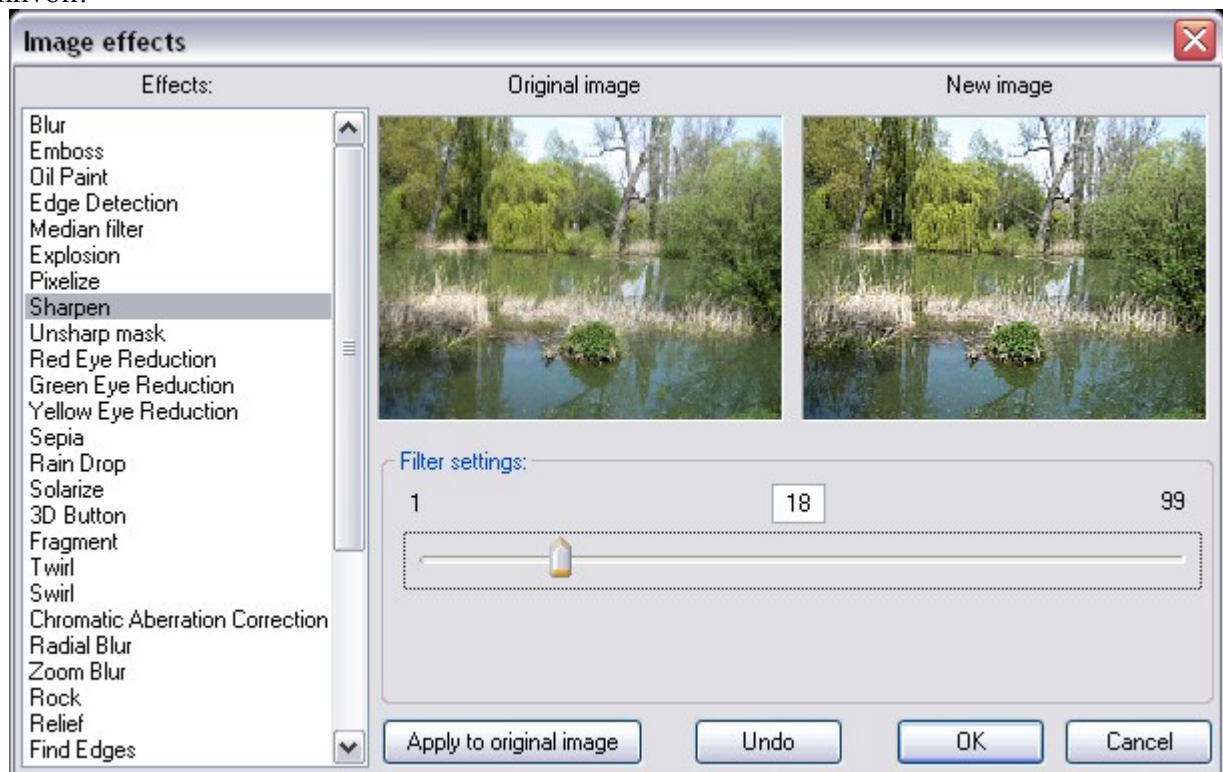 Image effects
Effects:
Original image
New image
Blur
Emboss
Oil Paint
Edge Detection
Median filter
Explosion
Pixelize
Sharpen
Unsharp mask
Red Eye Reduction
Green Eye Reduction
Yellow Eye Reduction
Sepia
Rain Drop
Solarize
3D Button
Fragment
Twirl
Swirl
Chromatic Aberration Correction
Radial Blur
Zoom Blur
Rock
Relief
Find Edges
Filter settings:
1 18 99
Apply to original image
Undo
OK
Cancel